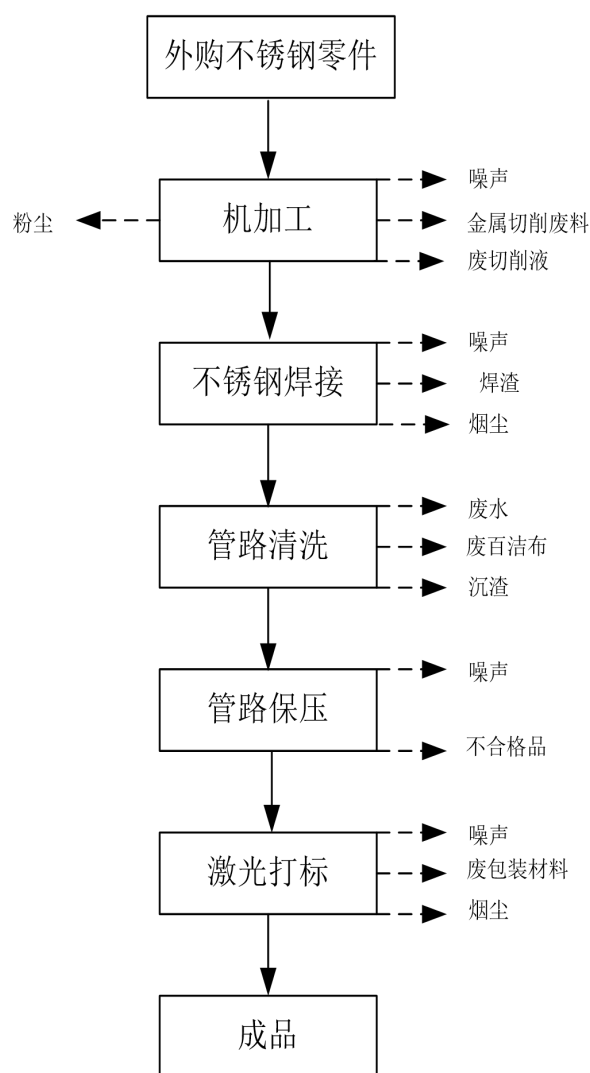 外购不锈钢零件
噪声
粉尘
机加工
金属切削废料
废切削液
噪声
不锈钢焊接
焊渣
烟尘
废水
管路清洗
废百洁布
沉渣
噪声
管路保压
不合格品
噪声
激光打标
废包装材料
烟尘
成品